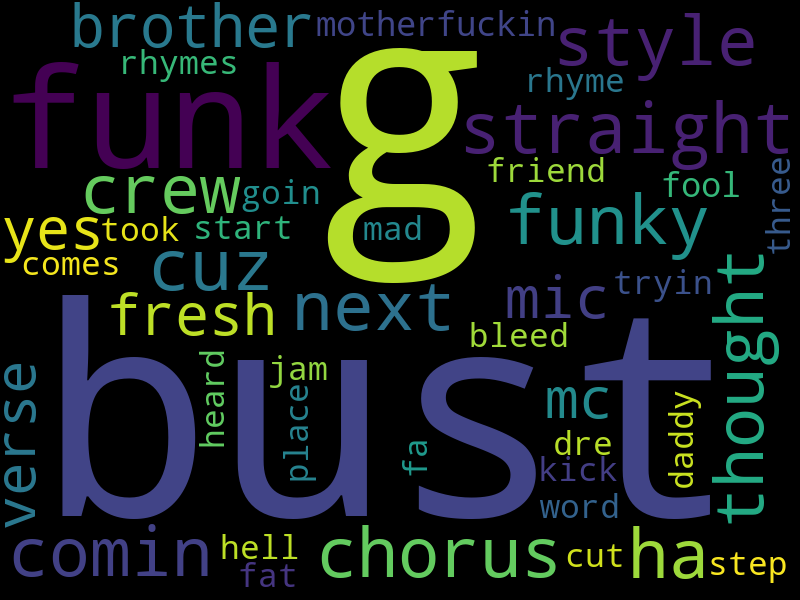 brother
motherfuckin
style
rhymes
rhyme
funk
g
straight
friend
fool
three
crew
goin
funky
yes
took
start
mad
comes
cuz
fresh
next
mic
tryin
thought
bust
bleed
heard
jam
place
verse
mc
daddy
dre
fa
kick
word
comin
hell
fat
chorus
cut
ha
step